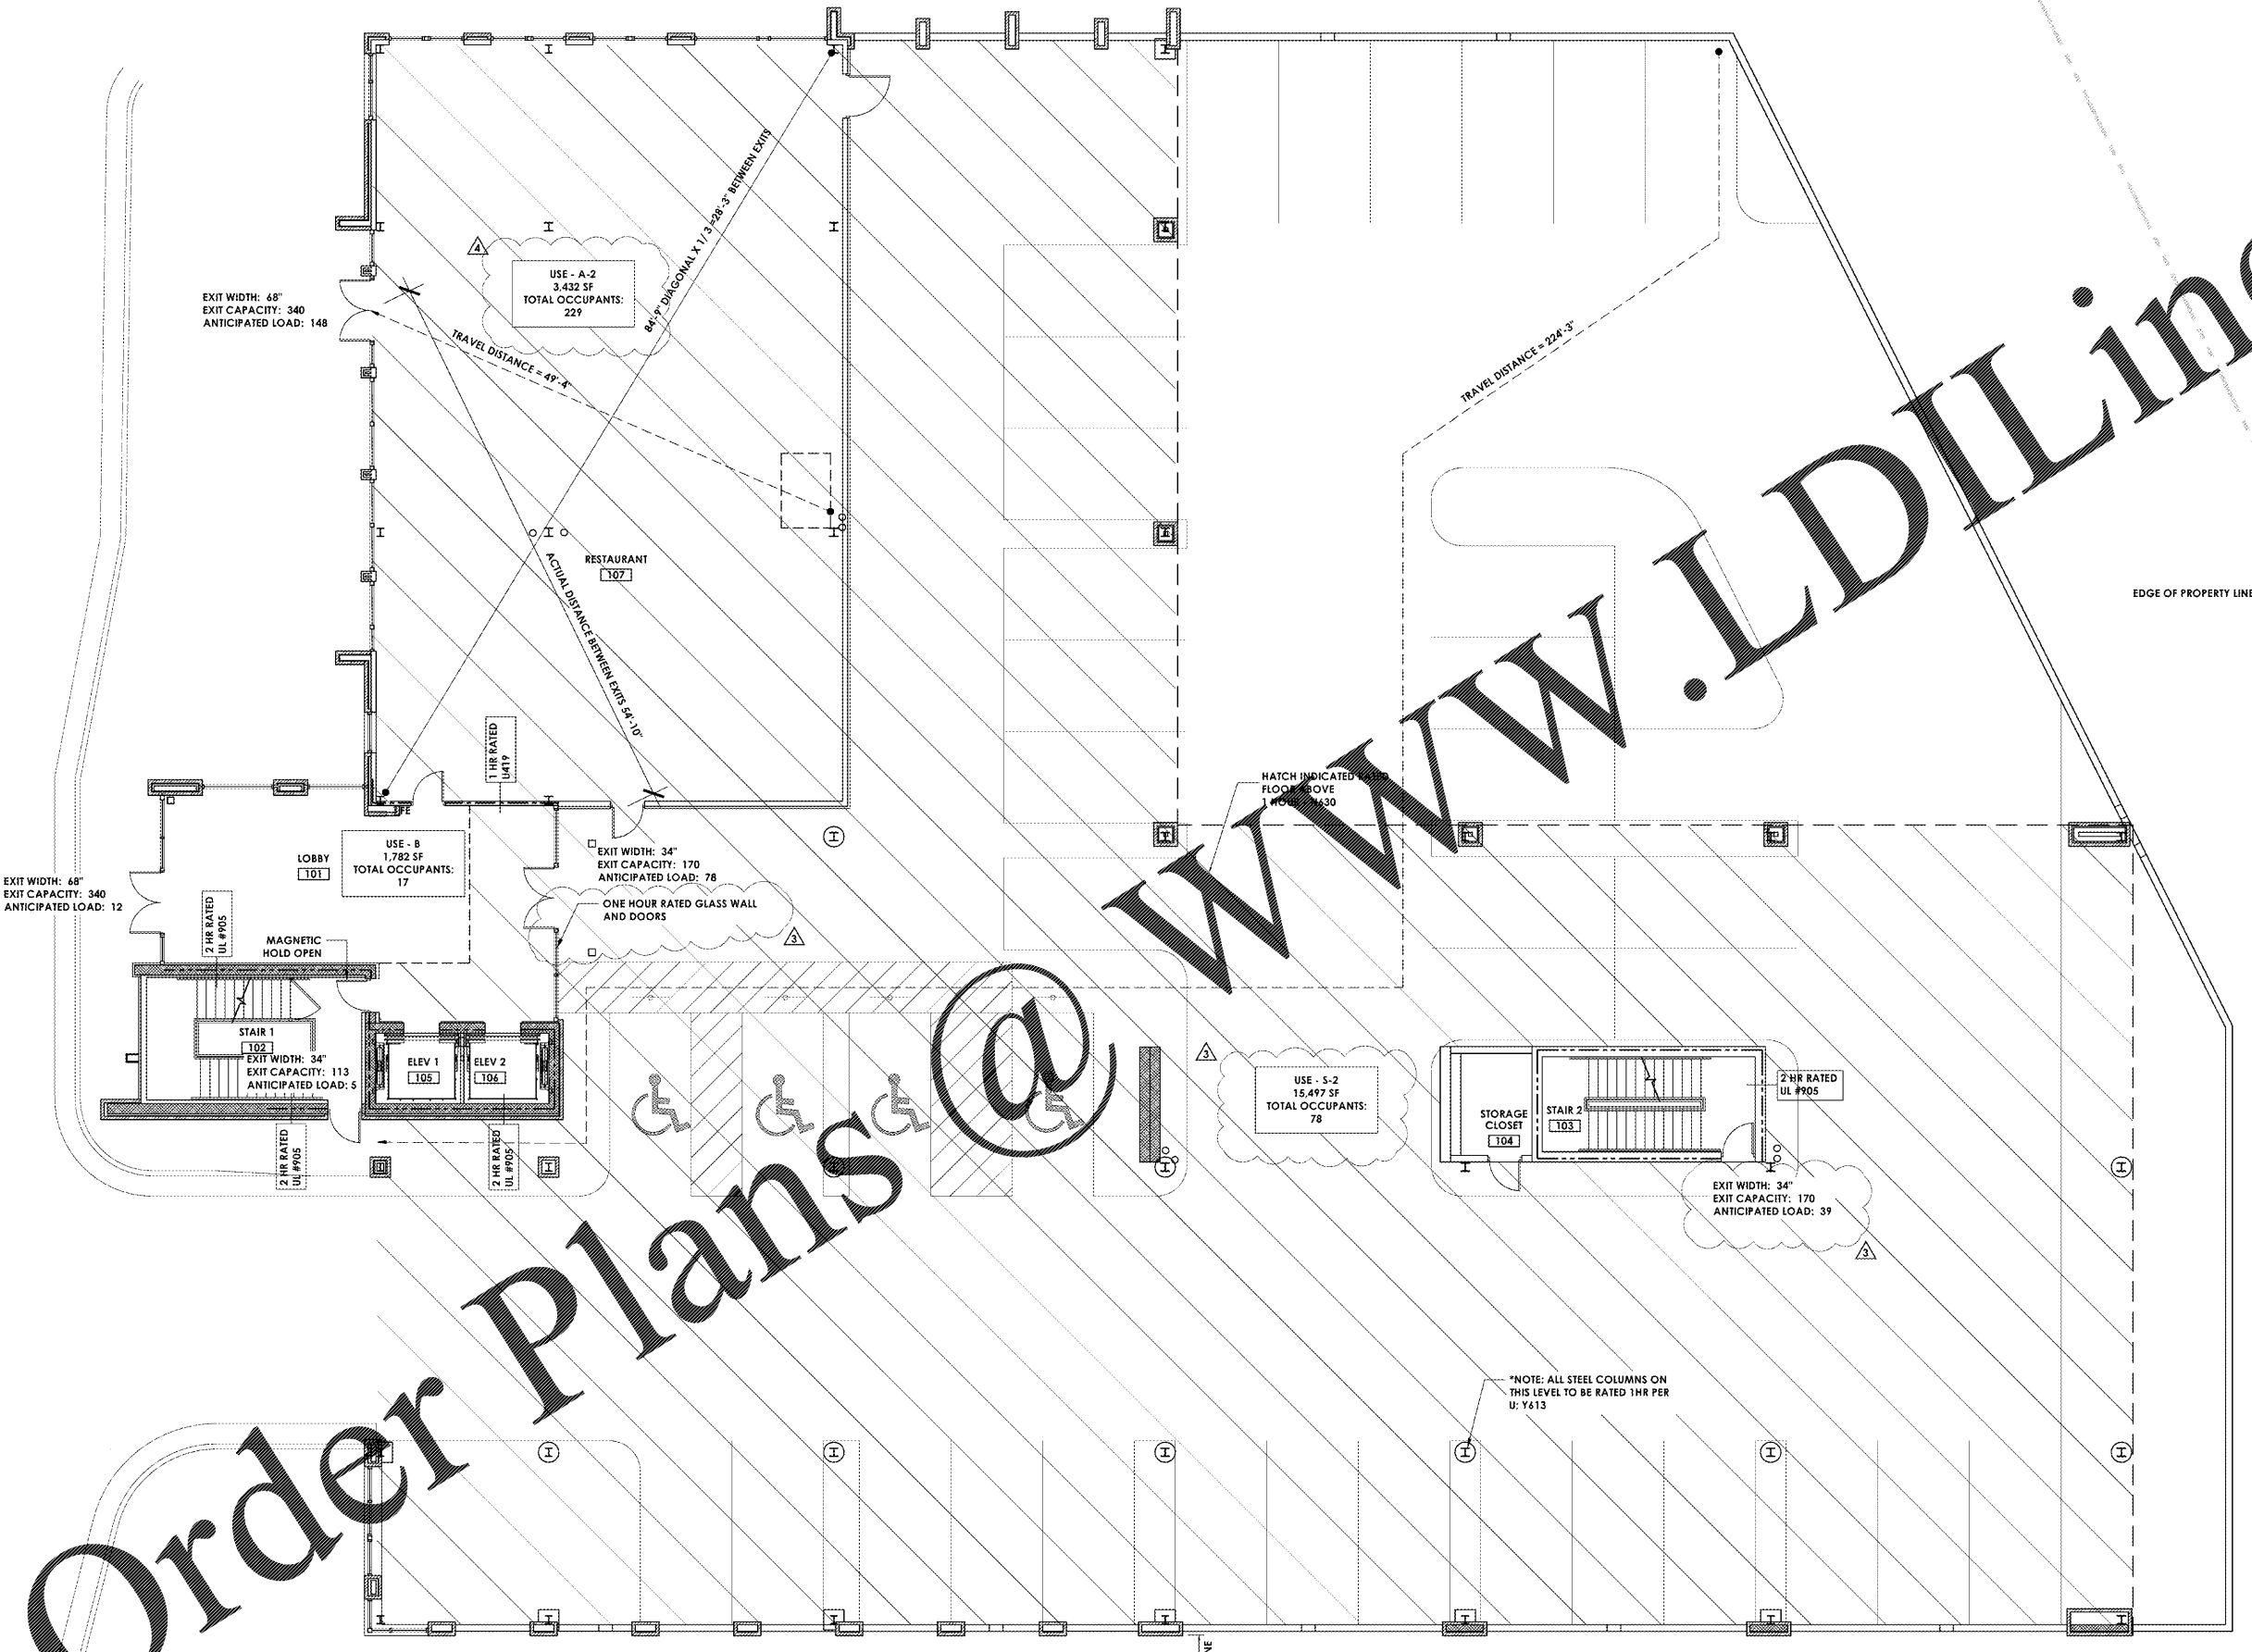 84'-9" DIAGONAL X 1/3 =28'-3" BETWEEN EXITS
4
USE - A-2
3,432 SF
TOTAL OCCUPANTS:
229
EXIT WIDTH: 68"
EXIT CAPACITY: 340
ANTICIPATED LOAD: 148
TRAVEL DISTANCE = 49'-4"
TRAVEL DISTANCE = 224'-3"
RESTAURANT
107
ACTUAL DISTANCE BETWEEN EXITS 54'-10"
EDGE OF PROPERTY LINE
1 HR RATED
U419
HATCH INDICATED RATED
FLOOR ABOVE
1 HOUR
FE
USE - B
1,782 SF
TOTAL OCCUPANTS:
17
LOBBY
101
EXIT WIDTH: 34"
EXIT CAPACITY: 170
ANTICIPATED LOAD: 78
EXIT WIDTH: 68"
EXIT CAPACITY: 340
ANTICIPATED LOAD: 12
ONE HOUR RATED GLASS WALL
AND DOORS
3
2 HR RATED
UL #905
MAGNETIC
HOLD OPEN
STAIR 1
102
EXIT WIDTH: 34"
EXIT CAPACITY: 113
ANTICIPATED LOAD: 5
ELEV 1
105
ELEV 2
106
3
USE - S-2
15,497 SF
TOTAL OCCUPANTS:
78
STORAGE
CLOSET
104
STAIR 2
103
2 HR RATED
UL #905
2 HR RATED
UL #905
2 HR RATED
UL #905
EXIT WIDTH: 34"
EXIT CAPACITY: 170
ANTICIPATED LOAD: 39
3
*NOTE: ALL STEEL COLUMNS ON
THIS LEVEL TO BE RATED 1HR PER
U: Y613
NE
Order Plans @ www.LDILine